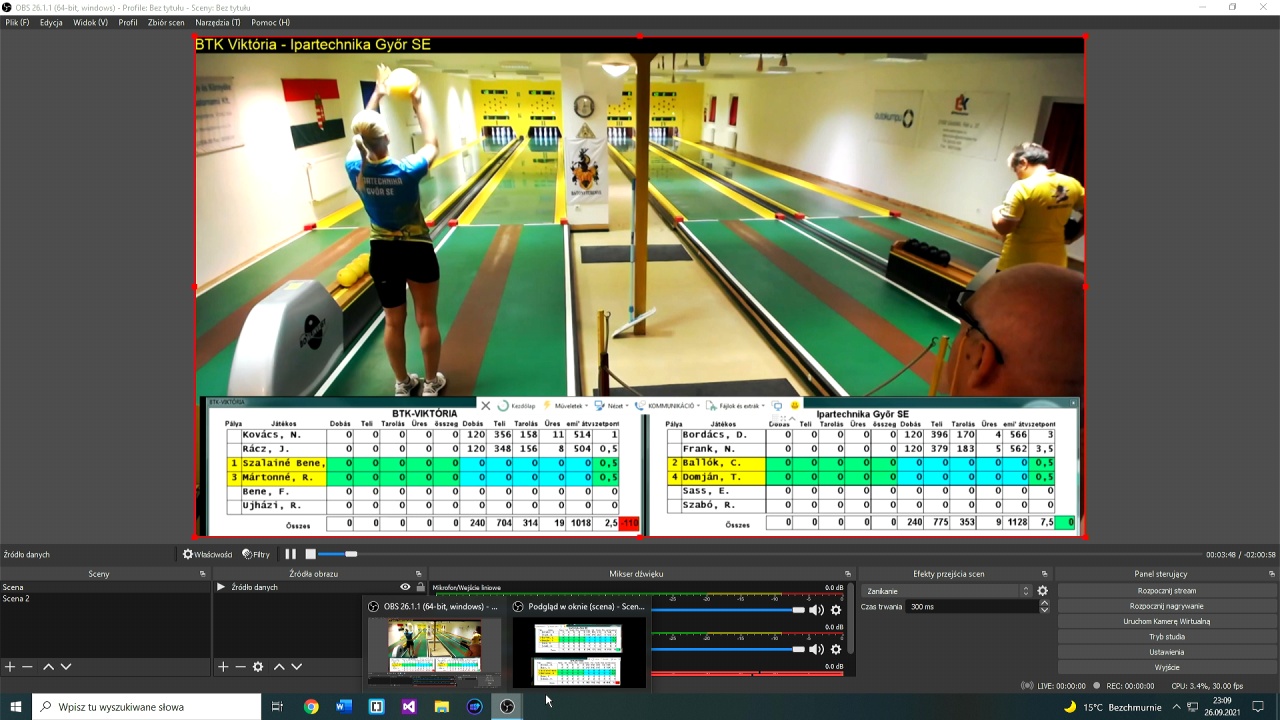 OBS 26.1.1 (64-bit, windows) - Profile: Bez tytułu - Sceny: Bez tytułu
Plik (F) Edycja Widok (V) Profil Zbiór scen Narzędzia (T) Pomoc (H)
BTK Viktória - Ipartechnika Győr SE
IPARTECHNIKA
GYŐR SE
outokumpu
BTK-VIKTÓRIA
Kezdőlap Műveletek Nézet KOMMUNIKÁCIÓ Fájlok és extrák
BTK-VIKTÓRIA
Pálya Játékos Dobás Teli Tarolás Üres összeg Dobás Teli Tarolás Üres
Kovács, N. 0 0 0 0 0 120 356 158 11 514 1
Rácz, J. 0 0 0 0 0 120 348 156 8 504 0,5
1 Szalainé Bene, 0 0 0 0 0 0 0 0 0 0 0,5
3 Mártonné, R. 0 0 0 0 0 0 0 0 0 0 0,5
Bene, F. 0 0 0 0 0 0 0 0 0 0 0
Ujházi, R. 0 0 0 0 0 0 0 0 0 0 0
Összes 0 0 0 0 0 240 704 314 19 1018 2,5 -110
Ipartechnika Győr SE
Pálya Játékos Dobás Teli Tarolás Üres összeg Dobás Teli Tarolás Üres
Bordács, D. 0 0 0 0 0 120 396 170 4 566 3
Frank, N. 0 0 0 0 0 120 379 183 5 562 3,5
2 Ballók, C. 0 0 0 0 0 0 0 0 0 0 0,5
4 Domján, T. 0 0 0 0 0 0 0 0 0 0 0,5
Sass, E. 0 0 0 0 0 0 0 0 0 0 0
Szabó, R. 0 0 0 0 0 0 0 0 0 0 0
Összes 0 0 0 0 0 240 775 353 9 1128 7,5 0
Źródło danych Właściwości Filtry 00:03:48 / -02:00:58
Sceny Źródła obrazu Mikser dźwięku Efekty przejścia scen Panel sterujący
Scena
Scena 2
Źródło danych
Mikrofon/Wejście liniowe 0.0 dB
0.0 dB
0.0 dB
Zanikanie
Czas trwania 300 ms
Rozpocznij stream
Rozpocznij nagrywanie
Uruchom Kamerę Wirtualną
Tryb studia
Ustawienia
Wyjście
OBS 26.1.1 (64-bit, windows) - ... Podgląd w oknie (scena) - Scen...
LIVE: 00:00:00 REC: 00:00:00 CPU: 3.4%, 30.00 fps
Wpisz tu wyszukiwane słowa
15°C Bezchmurnie
23:09
26.09.2021